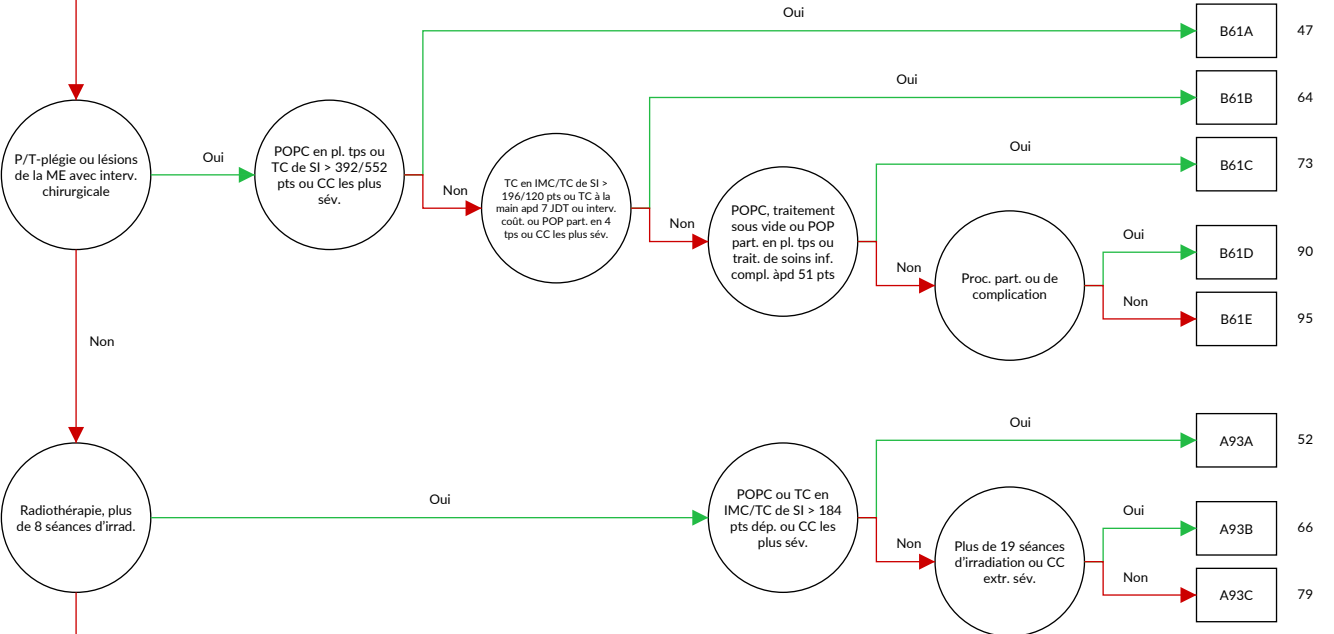 Oui
B61A
47
Oui
B61B
64
P/T-plégie ou lésions
de la ME avec interv.
chirurgicale
Oui
POPC en pl. tps ou
TC de SI > 392/552
pts ou CC les plus
sév.
Non
TC en IMC/TC de SI >
196/120 pts ou TC à la
main apd 7 JDT ou interv.
coût. ou POP part. en 4
tps ou CC les plus sév.
Non
POPC, traitement
sous vide ou POP
part. en pl. tps ou
trait. de soins inf.
compl. àpd 51 pts
Oui
B61C
73
Non
Proc. part. ou de
complication
Oui
B61D
90
Non
B61E
95
Non
Radiothérapie, plus
de 8 séances d'irrad.
Oui
POPC ou TC en
IMC/TC de SI > 184
pts dép. ou CC les
plus sév.
Oui
A93A
52
Non
Plus de 19 séances
d'irradiation ou CC
extr. sév.
Oui
A93B
66
Non
A93C
79